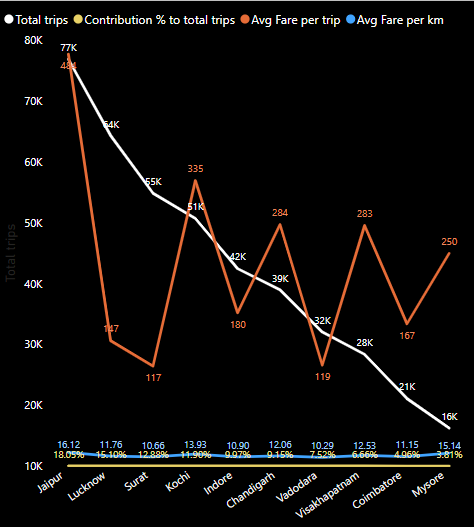 Total trips Contribution % to total trips Avg Fare per trip Avg Fare per km
80K
77K
484
70K
64K
60K
55K
335
51K
50K
284
283
250
42K
40K
39K
Total trips
32K
180
167
30K
147
28K
117
119
21K
20K
16K
16.12 11.76 10.66 13.93 10.90 12.06 10.29 12.53 11.15 15.14
18.05% 15.10% 12.88% 11.90% 9.97% 9.15% 7.52% 6.66% 4.96% 3.81%
10K
Jaipur Lucknow Surat Kochi Indore Chandigarh Vadodara Visakhapatnam Coimbatore Mysore